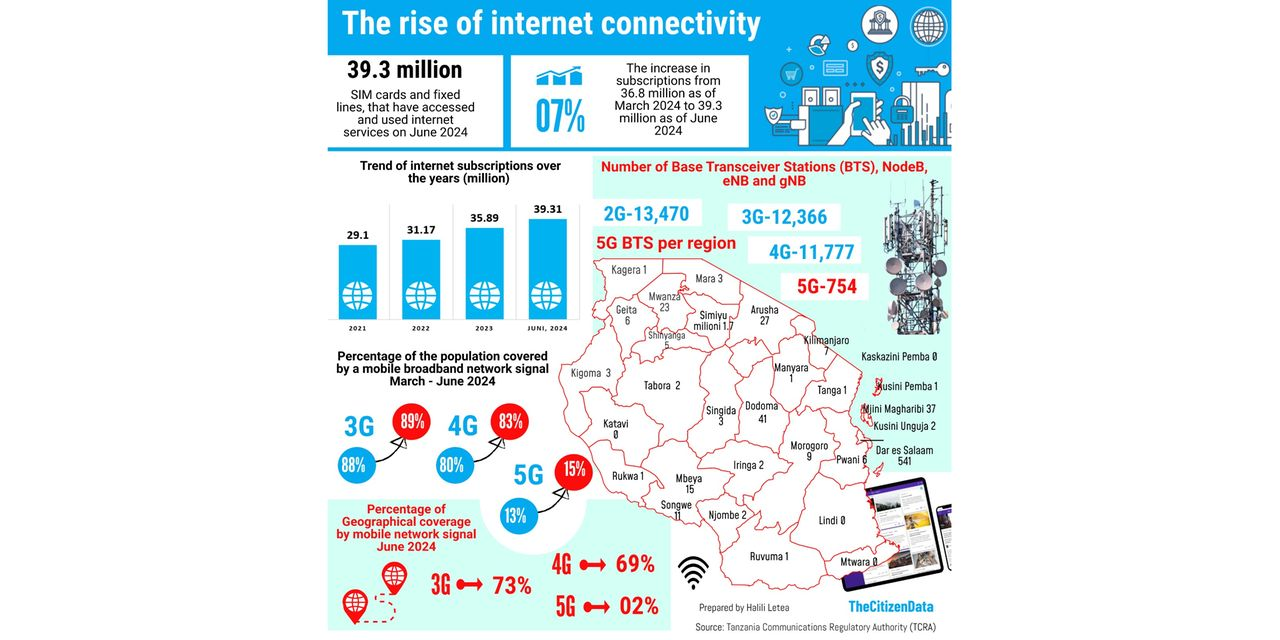 The rise of internet connectivity
39.3 million
SIM cards and fixed
lines, that have accessed
and used internet
services on June 2024
07%
The increase in
subscriptions from
36.8 million as of
March 2024 to 39.3
million as of June
2024
Trend of internet subscriptions over
the years (million)
29.1
31.17
35.89
39.31
2021
2022
2023
JUNI, 2024
Number of Base Transceiver Stations (BTS), NodeB,
eNB and gNB
2G-13,470
3G-12,366
4G-11,777
5G-754
5G BTS per region
Kagera 1
Mara 3
Mwanza
23
Geita
6
Simiyu
milioni 1.7
Arusha
27
Shinyanga
5
Kilimanjaro
7
Kaskazini Pemba 0
Kigoma 3
Tabora 2
Manyara
1
Tanga 1
Kusini Pemba 1
Singida
3
Dodoma
41
Mjini Magharibi 37
Kusini Unguja 2
Katavi
0
Morogoro
9
Pwani 6
Dar es Salaam
541
Rukwa 1
Mbeya
15
Iringa 2
Songwe
11
Njombe 2
Lindi 0
Ruvuma 1
Mtwara 0
Percentage of the population covered
by a mobile broadband network signal
March - June 2024
3G
89%
88%
4G
83%
80%
5G
15%
13%
Percentage of
Geographical coverage
by mobile network signal
June 2024
3G
73%
4G
69%
5G
02%
Prepared by Halili Letea
TheCitizenData
Source: Tanzania Communications Regulatory Authority (TCRA)